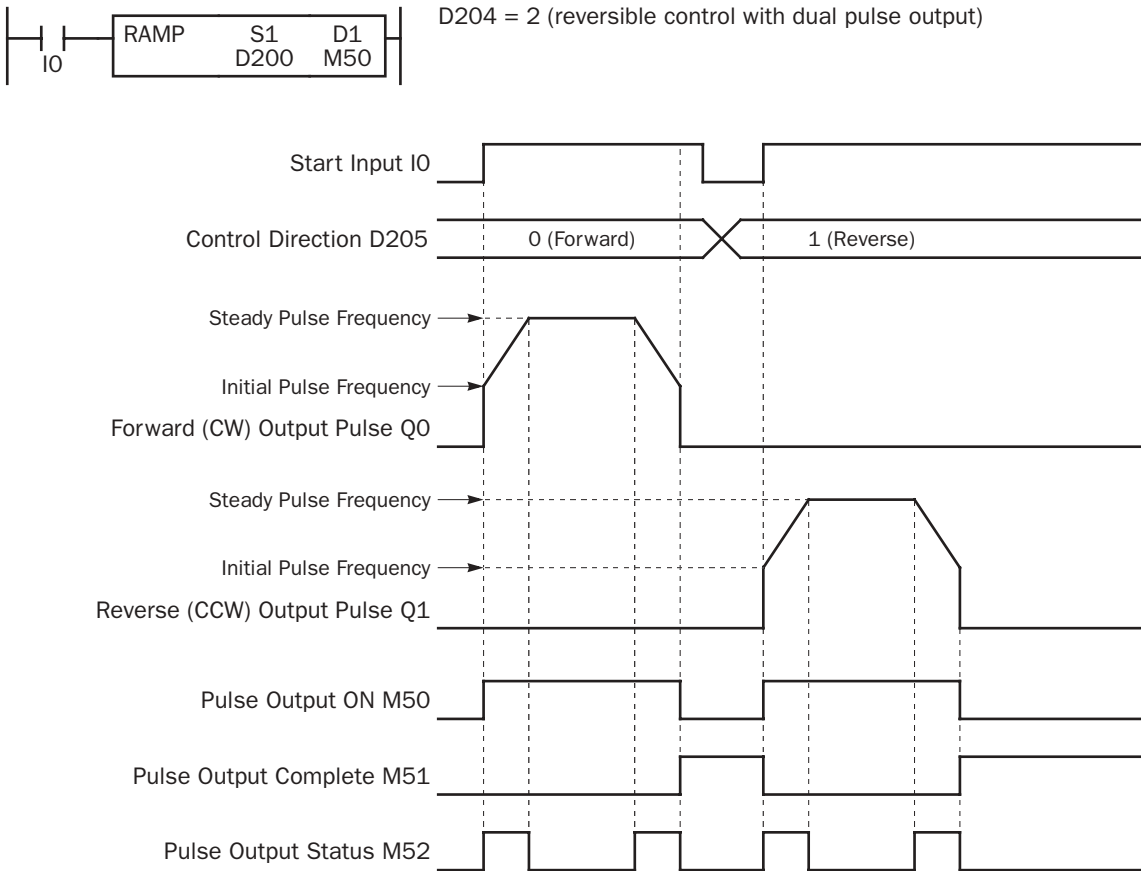 D204 = 2 (reversible control with dual pulse output)
RAMP S1 D1
D200 M50
I0
Start Input I0
Control Direction D205
0 (Forward)
1 (Reverse)
Steady Pulse Frequency
Initial Pulse Frequency
Forward (CW) Output Pulse Q0
Steady Pulse Frequency
Initial Pulse Frequency
Reverse (CCW) Output Pulse Q1
Pulse Output ON M50
Pulse Output Complete M51
Pulse Output Status M52